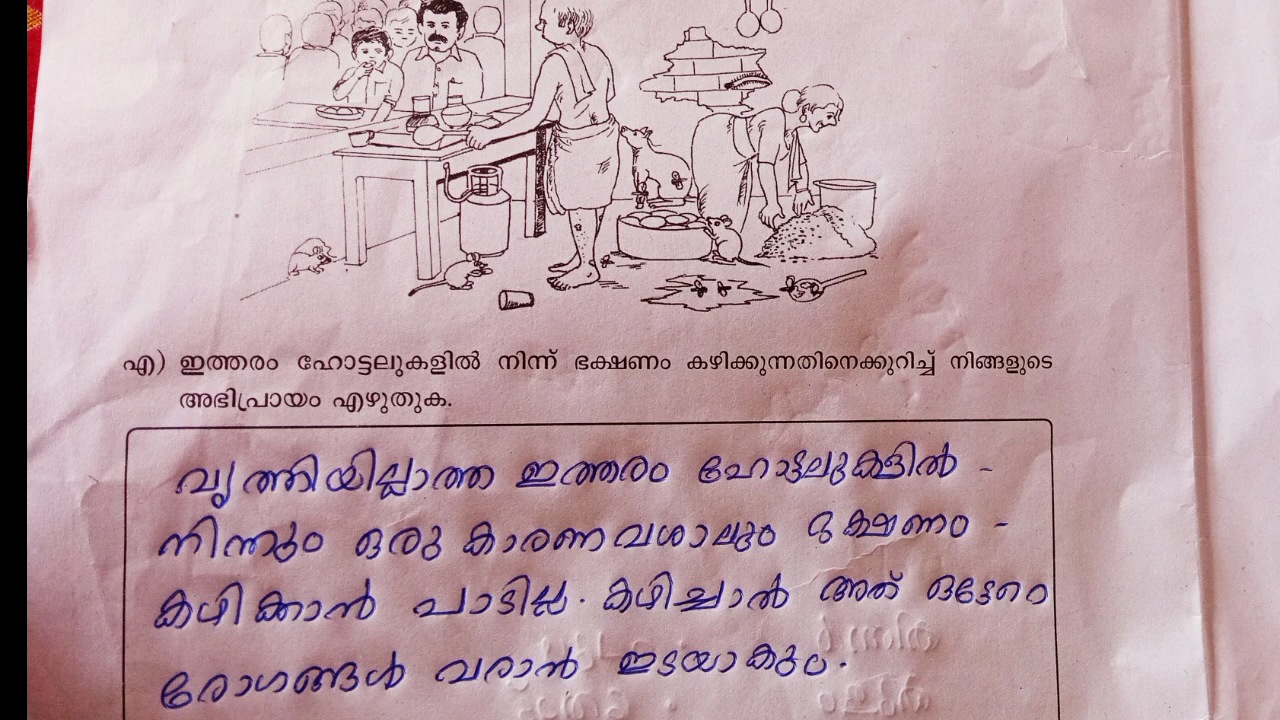 എ) ഇത്തരം ഹോട്ടലുകളിൽ നിന്ന് ഭക്ഷണം കഴിക്കുന്നതിനെക്കുറിച്ച് നിങ്ങളുടെ
അഭിപ്രായം എഴുതുക.
വൃത്തിയില്ലാത്ത ഇത്തരം ഹോട്ടലുകളിൽ -
നിന്നും ഒരു കാരണവശാലും ഭക്ഷണം -
കഴിക്കാൻ പാടില്ല. കഴിച്ചാൽ അത് ഒട്ടേറെ
രോഗങ്ങൾ വരാൻ ഇടയാകും.